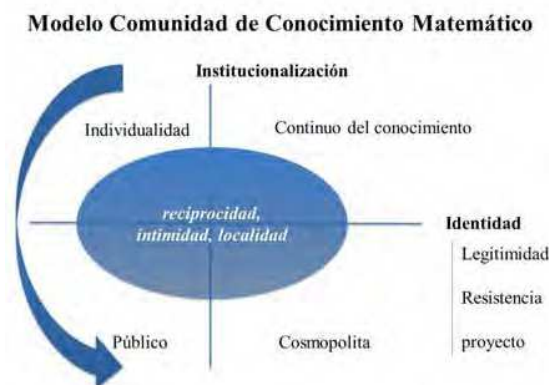 Modelo Comunidad de Conocimiento Matemático
Institucionalización
Individualidad
Continuo del conocimiento
reciprocidad,
intimidad, localidad
Identidad
Legitimidad
Resistencia
proyecto
Público
Cosmopolita